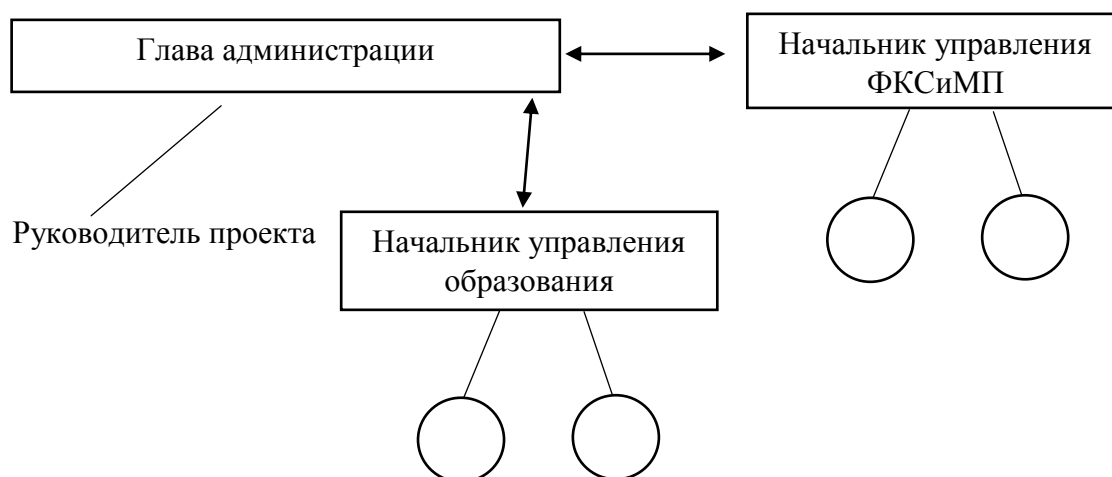 Глава администрации
Начальник управления
ФКСиМП
Руководитель проекта
Начальник управления
образования